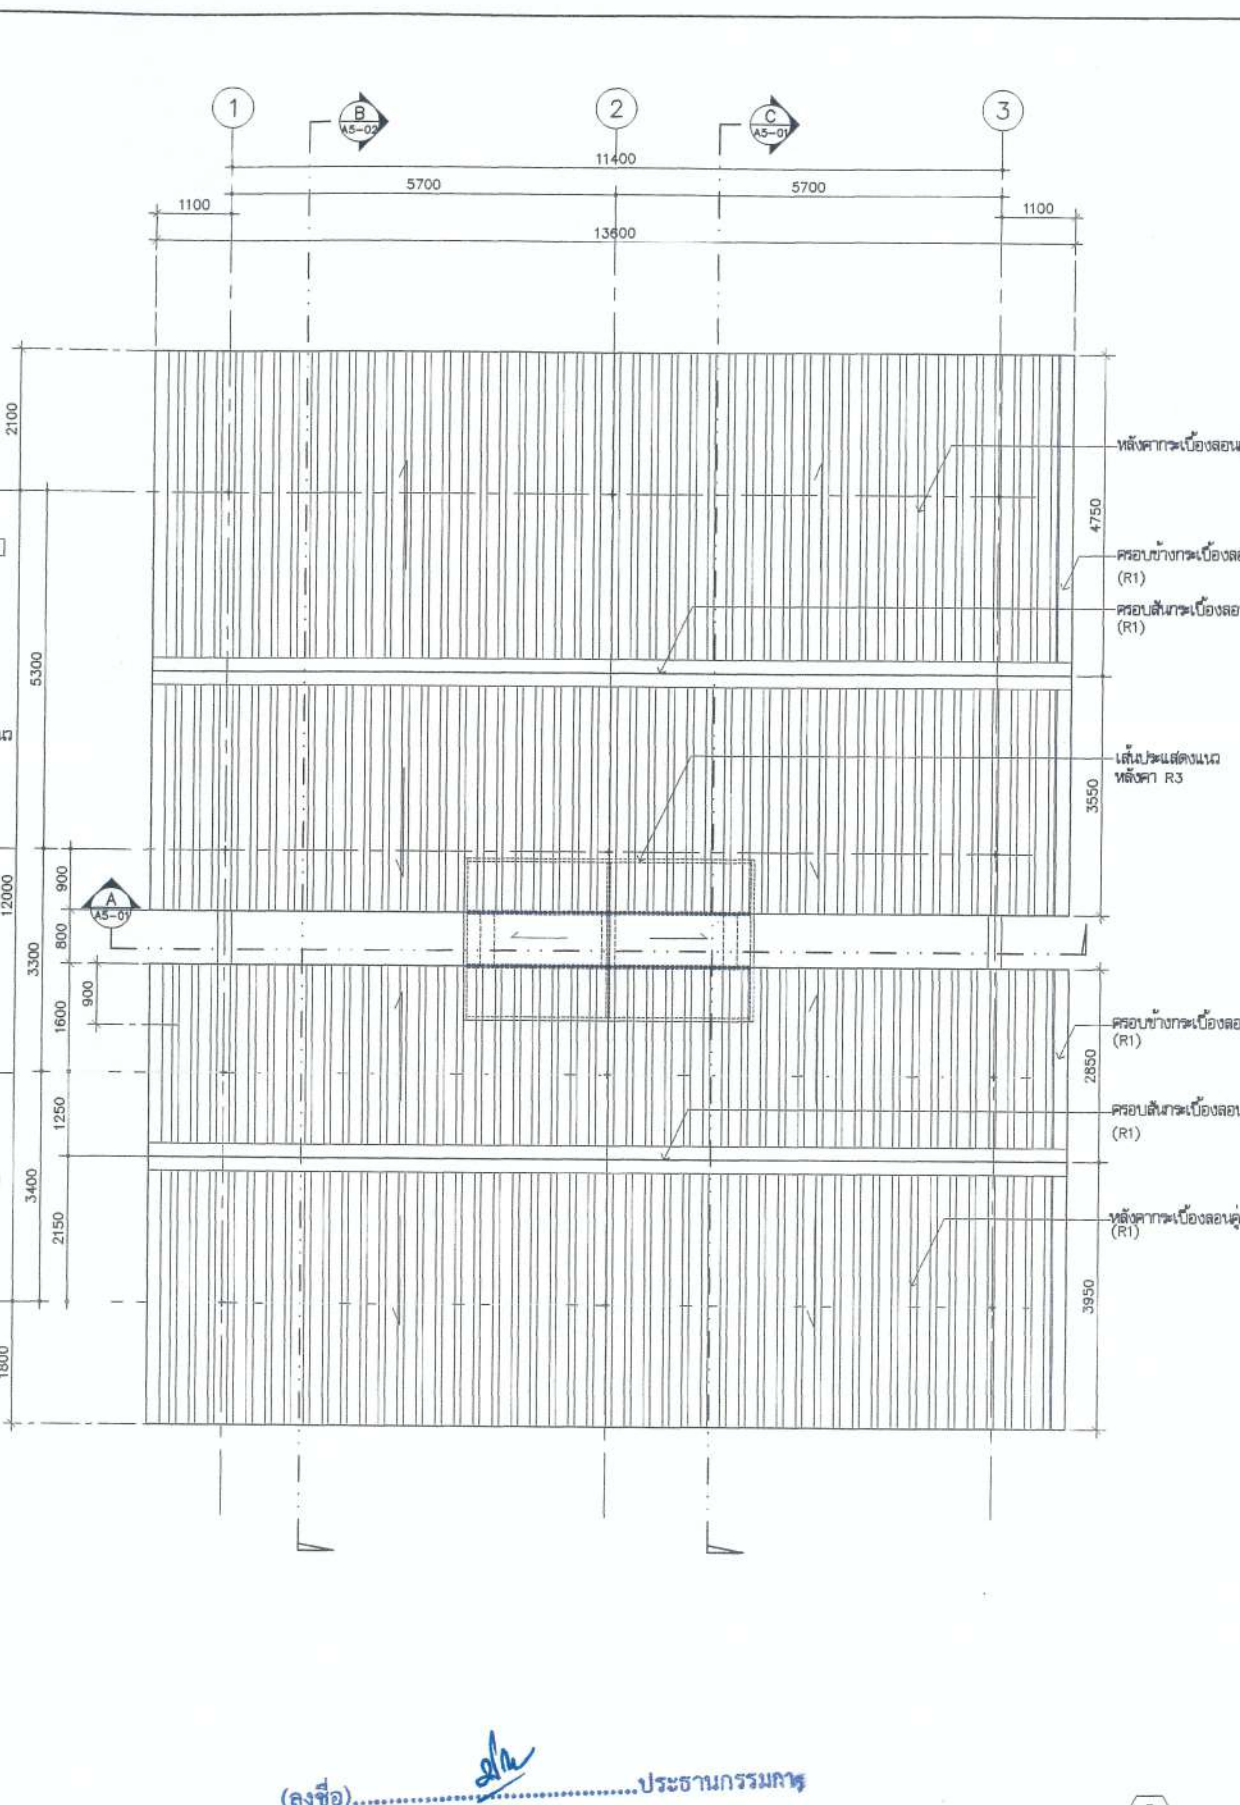 1
B
A5-02
2
C
A5-01
3
11400
5700
5700
1100
1100
13600
2100
หลังคากระเบื้องลอน
4750
ครอบข้างกระเบื้องลอ
(R1)
ครอบสันกระเบื้องลอ
(R1)
5300
เส้นประแสดงแนว
หลังคา R3
3550
900
12000
A
A5-01
800
3300
900
1600
ครอบข้างกระเบื้องลอ
(R1)
2850
1250
ครอบสันกระเบื้องลอน
(R1)
3400
2150
หลังคากระเบื้องลอนคู่
(R1)
3950
1800
(ลงชื่อ)..............................ประธานกรรมการ